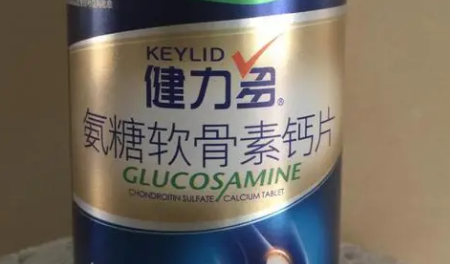 KEYLID
健力多®
氨糖软骨素钙片
GLUCOSAMINE
CHONDROITIN SULFATE / CALCIUM TABLET